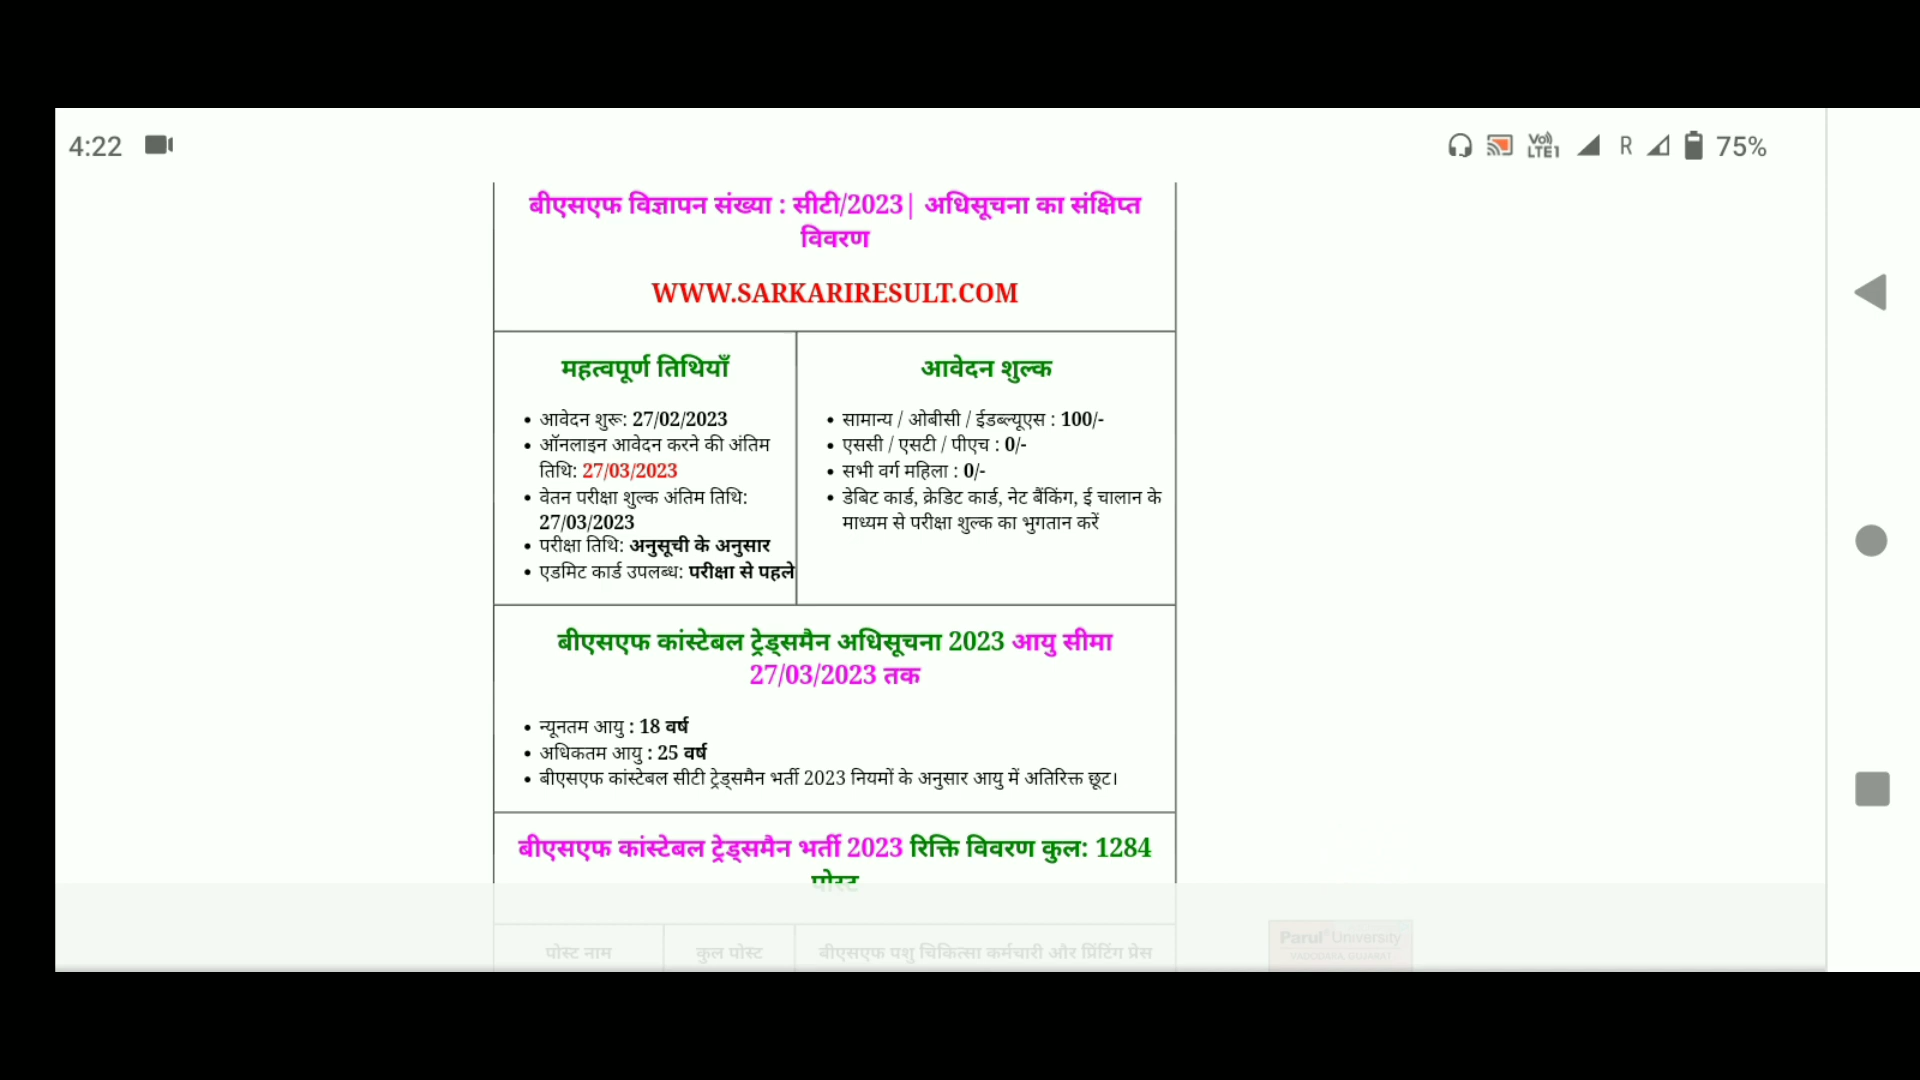 4:22
Vo)) LTE1 R 75%
बीएसएफ विज्ञापन संख्या : सीटी/2023| अधिसूचना का संक्षिप्त
विवरण
WWW.SARKARIRESULT.COM
महत्वपूर्ण तिथियाँ
• आवेदन शुरू: 27/02/2023
• ऑनलाइन आवेदन करने की अंतिम
तिथि: 27/03/2023
• वेतन परीक्षा शुल्क अंतिम तिथि:
27/03/2023
• परीक्षा तिथि: अनुसूची के अनुसार
• एडमिट कार्ड उपलब्ध: परीक्षा से पहले
आवेदन शुल्क
• सामान्य / ओबीसी / ईडब्ल्यूएस : 100/-
• एससी / एसटी / पीएच : 0/-
• सभी वर्ग महिला : 0/-
• डेबिट कार्ड, क्रेडिट कार्ड, नेट बैंकिंग, ई चालान के
माध्यम से परीक्षा शुल्क का भुगतान करें
बीएसएफ कांस्टेबल ट्रेड्समैन अधिसूचना 2023 आयु सीमा
27/03/2023 तक
• न्यूनतम आयु : 18 वर्ष
• अधिकतम आयु : 25 वर्ष
• बीएसएफ कांस्टेबल सीटी ट्रेड्समैन भर्ती 2023 नियमों के अनुसार आयु में अतिरिक्त छूट।
बीएसएफ कांस्टेबल ट्रेड्समैन भर्ती 2023 रिक्ति विवरण कुल: 1284
पोस्ट
पोस्ट नाम
कुल पोस्ट
बीएसएफ पशु चिकित्सा कर्मचारी और प्रिंटिंग प्रेस
Parul University
VADODARA, GUJARAT